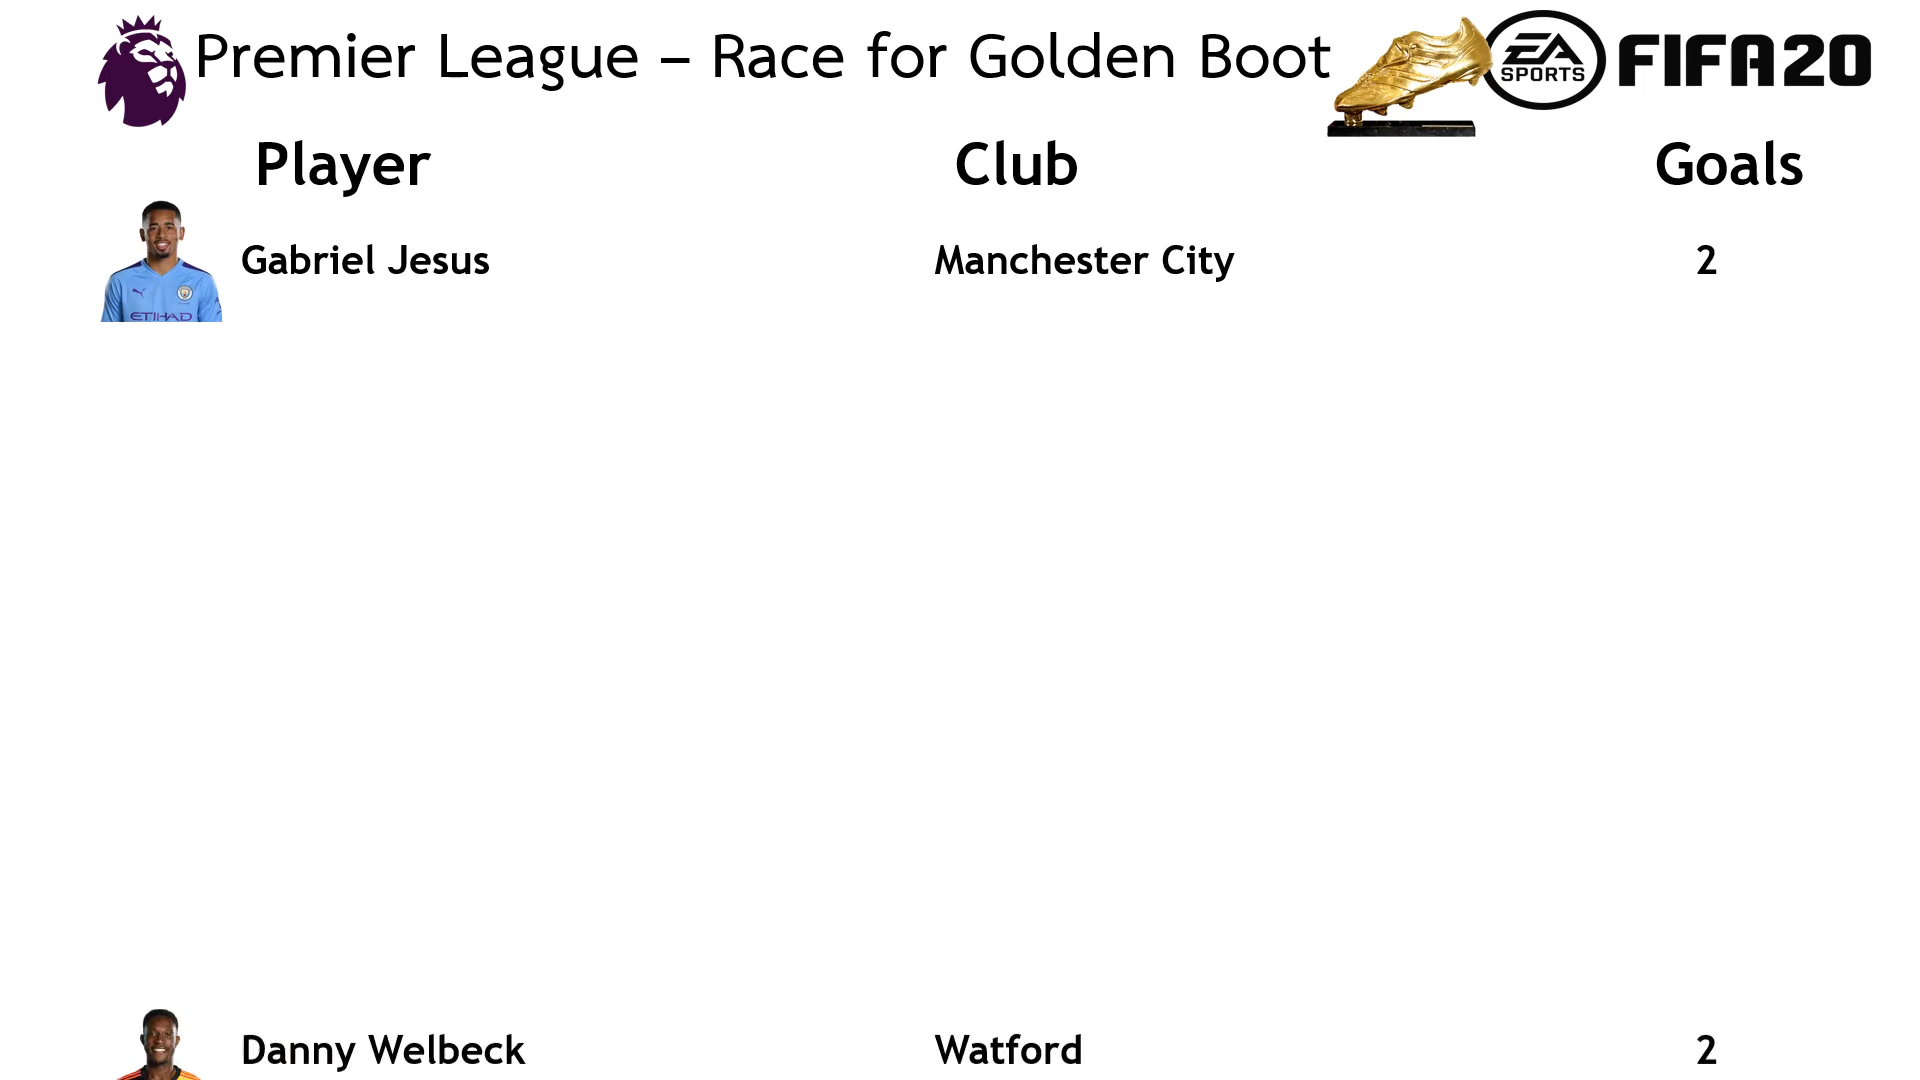 Premier League – Race for Golden Boot EA SPORTS FIFA20
Player Club Goals
ETIHAD
Gabriel Jesus Manchester City 2
Danny Welbeck Watford 2